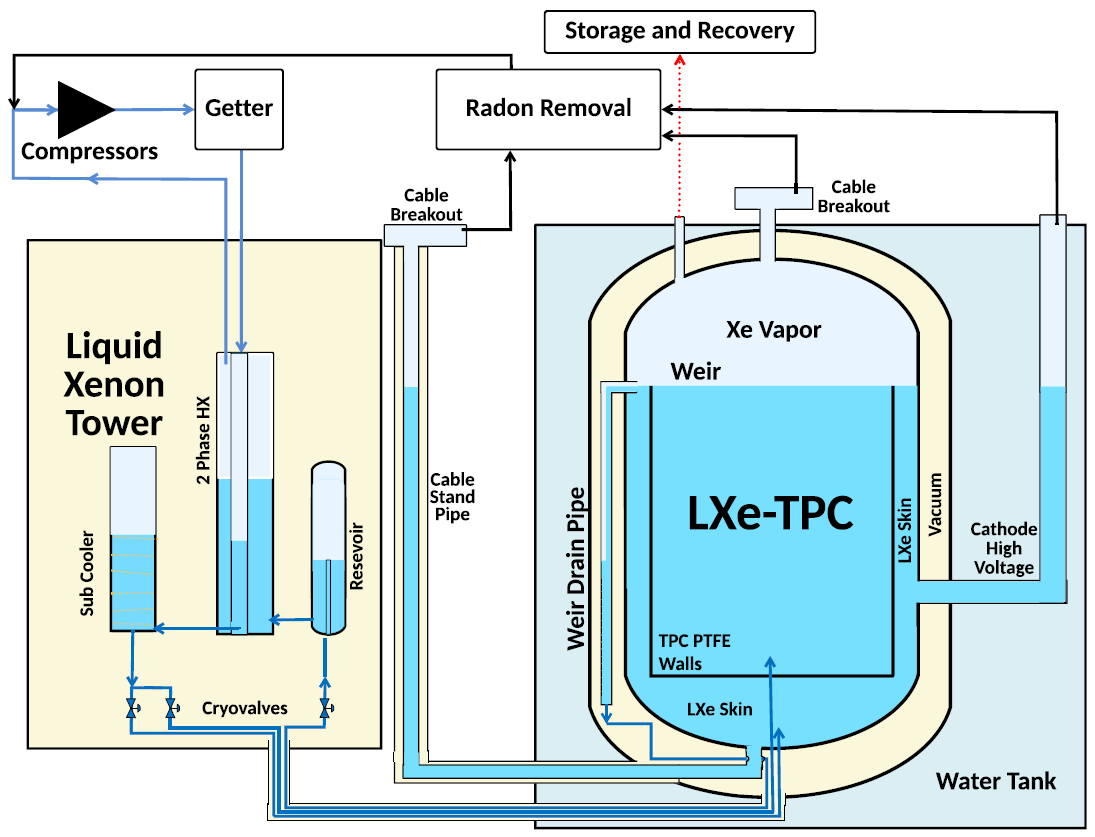 Storage and Recovery
Getter
Radon Removal
Compressors
Cable
Breakout
Cable
Breakout
Liquid
Xenon
Tower
Xe Vapor
Weir
2 Phase HX
Sub Cooler
Resevoir
Cable
Stand
Pipe
Weir Drain Pipe
LXe-TPC
LXe Skin
Vacuum
Cathode
High
Voltage
TPC PTFE
Walls
LXe Skin
Cryovalves
Water Tank